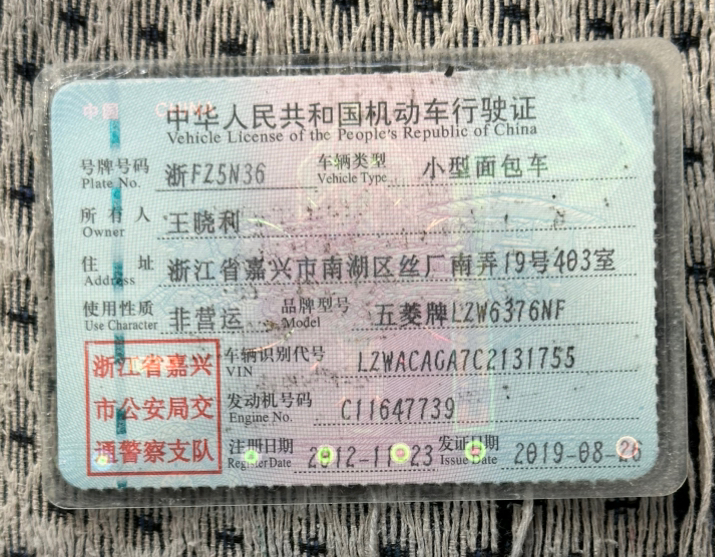 中国 CHINA
中华人民共和国机动车行驶证
Vehicle License of the People's Republic of China
号牌号码 浙FZ5N36 车辆类型 小型面包车
Plate No. Vehicle Type
所有人 王晓利
Owner
住址 浙江省嘉兴市南湖区丝厂南弄19号403室
Address
使用性质 非营运 品牌型号 五菱牌LZW6376NF
Use Character Model
浙江省嘉兴 车辆识别代号 LZWACAGA7C2131755
VIN
市公安局交 发动机号码 C11647739
Engine No.
通警察支队 注册日期 2012-11-23 发证日期 2019-08-26
Register Date Issue Date